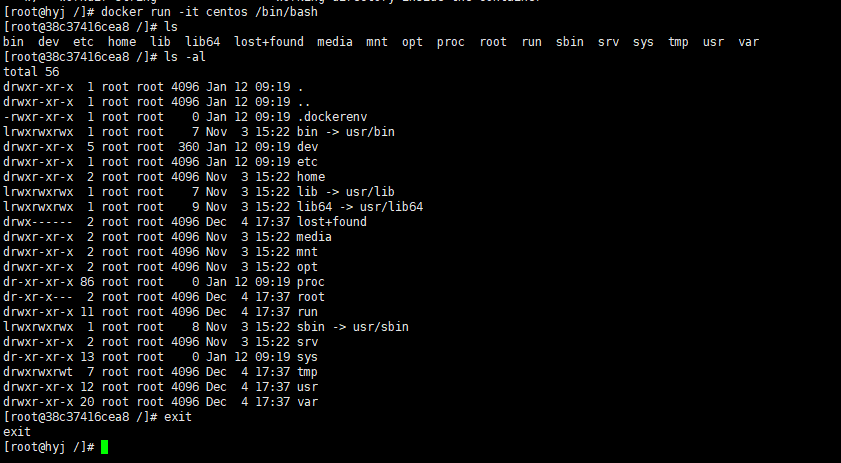 [root@hyj /]# docker run -it centos /bin/bash
[root@38c37416cea8 /]# ls
bin  dev  etc  home  lib  lib64  lost+found  media  mnt  opt  proc  root  run  sbin  srv  sys  tmp  usr  var
[root@38c37416cea8 /]# ls -al
total 56
drwxr-xr-x  1 root root 4096 Jan 12 09:19 .
drwxr-xr-x  1 root root 4096 Jan 12 09:19 ..
-rwxr-xr-x  1 root root    0 Jan 12 09:19 .dockerenv
lrwxrwxrwx  1 root root    7 Nov  3 15:22 bin -> usr/bin
drwxr-xr-x  5 root root  360 Jan 12 09:19 dev
drwxr-xr-x  1 root root 4096 Jan 12 09:19 etc
drwxr-xr-x  2 root root 4096 Nov  3 15:22 home
lrwxrwxrwx  1 root root    7 Nov  3 15:22 lib -> usr/lib
lrwxrwxrwx  1 root root    9 Nov  3 15:22 lib64 -> usr/lib64
drwx------  2 root root 4096 Dec  4 17:37 lost+found
drwxr-xr-x  2 root root 4096 Nov  3 15:22 media
drwxr-xr-x  2 root root 4096 Nov  3 15:22 mnt
drwxr-xr-x  2 root root 4096 Nov  3 15:22 opt
dr-xr-xr-x 86 root root    0 Jan 12 09:19 proc
dr-xr-x---  2 root root 4096 Dec  4 17:37 root
drwxr-xr-x 11 root root 4096 Dec  4 17:37 run
lrwxrwxrwx  1 root root    8 Nov  3 15:22 sbin -> usr/sbin
drwxr-xr-x  2 root root 4096 Nov  3 15:22 srv
dr-xr-xr-x 13 root root    0 Jan 12 09:19 sys
drwxrwxrwt  7 root root 4096 Dec  4 17:37 tmp
drwxr-xr-x 12 root root 4096 Dec  4 17:37 usr
drwxr-xr-x 20 root root 4096 Dec  4 17:37 var
[root@38c37416cea8 /]# exit
exit
[root@hyj /]#